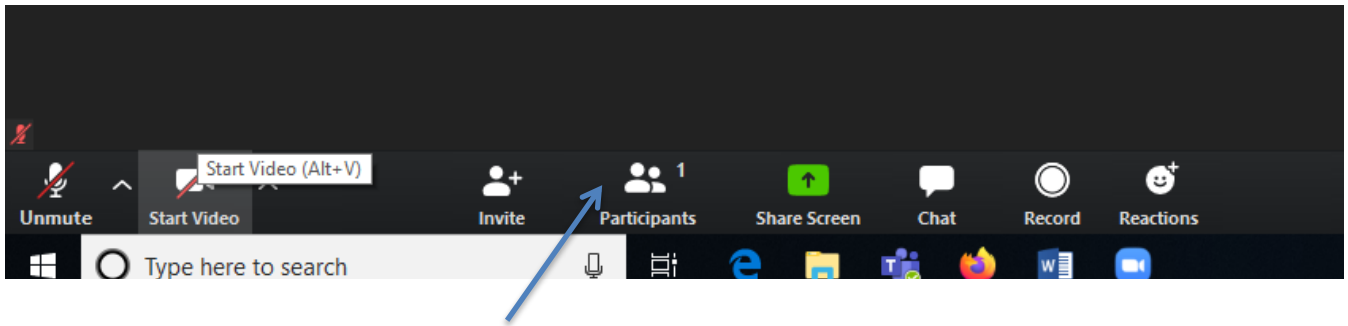 Start Video (Alt+V)
1
Unmute Start Video Invite Participants Share Screen Chat Record Reactions
Type here to search